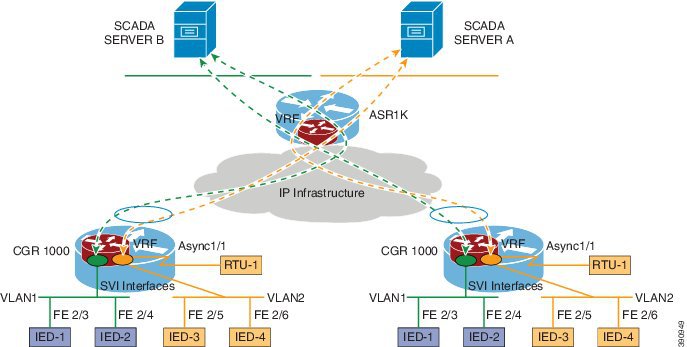 SCADA
SERVER B
SCADA
SERVER A
VRF
ASR1K
IP Infrastructure
CGR 1000
VRF
Async1/1
RTU-1
SVI Interfaces
VLAN1
VLAN2
FE 2/3
FE 2/4
FE 2/5
FE 2/6
IED-1
IED-2
IED-3
IED-4
CGR 1000
VRF
Async1/1
RTU-1
SVI Interfaces
VLAN1
VLAN2
FE 2/3
FE 2/4
FE 2/5
FE 2/6
IED-1
IED-2
IED-3
IED-4
390949